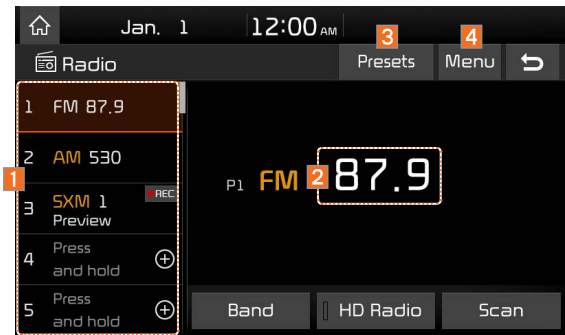 Jan. 1 12:00 AM
3 4
Radio Presets Menu
1 FM 87.9
2 AM 530
1
3 SXM 1 REC
Preview
P1 FM 2 87.9
4 Press
and hold
5 Press
and hold
Band HD Radio Scan